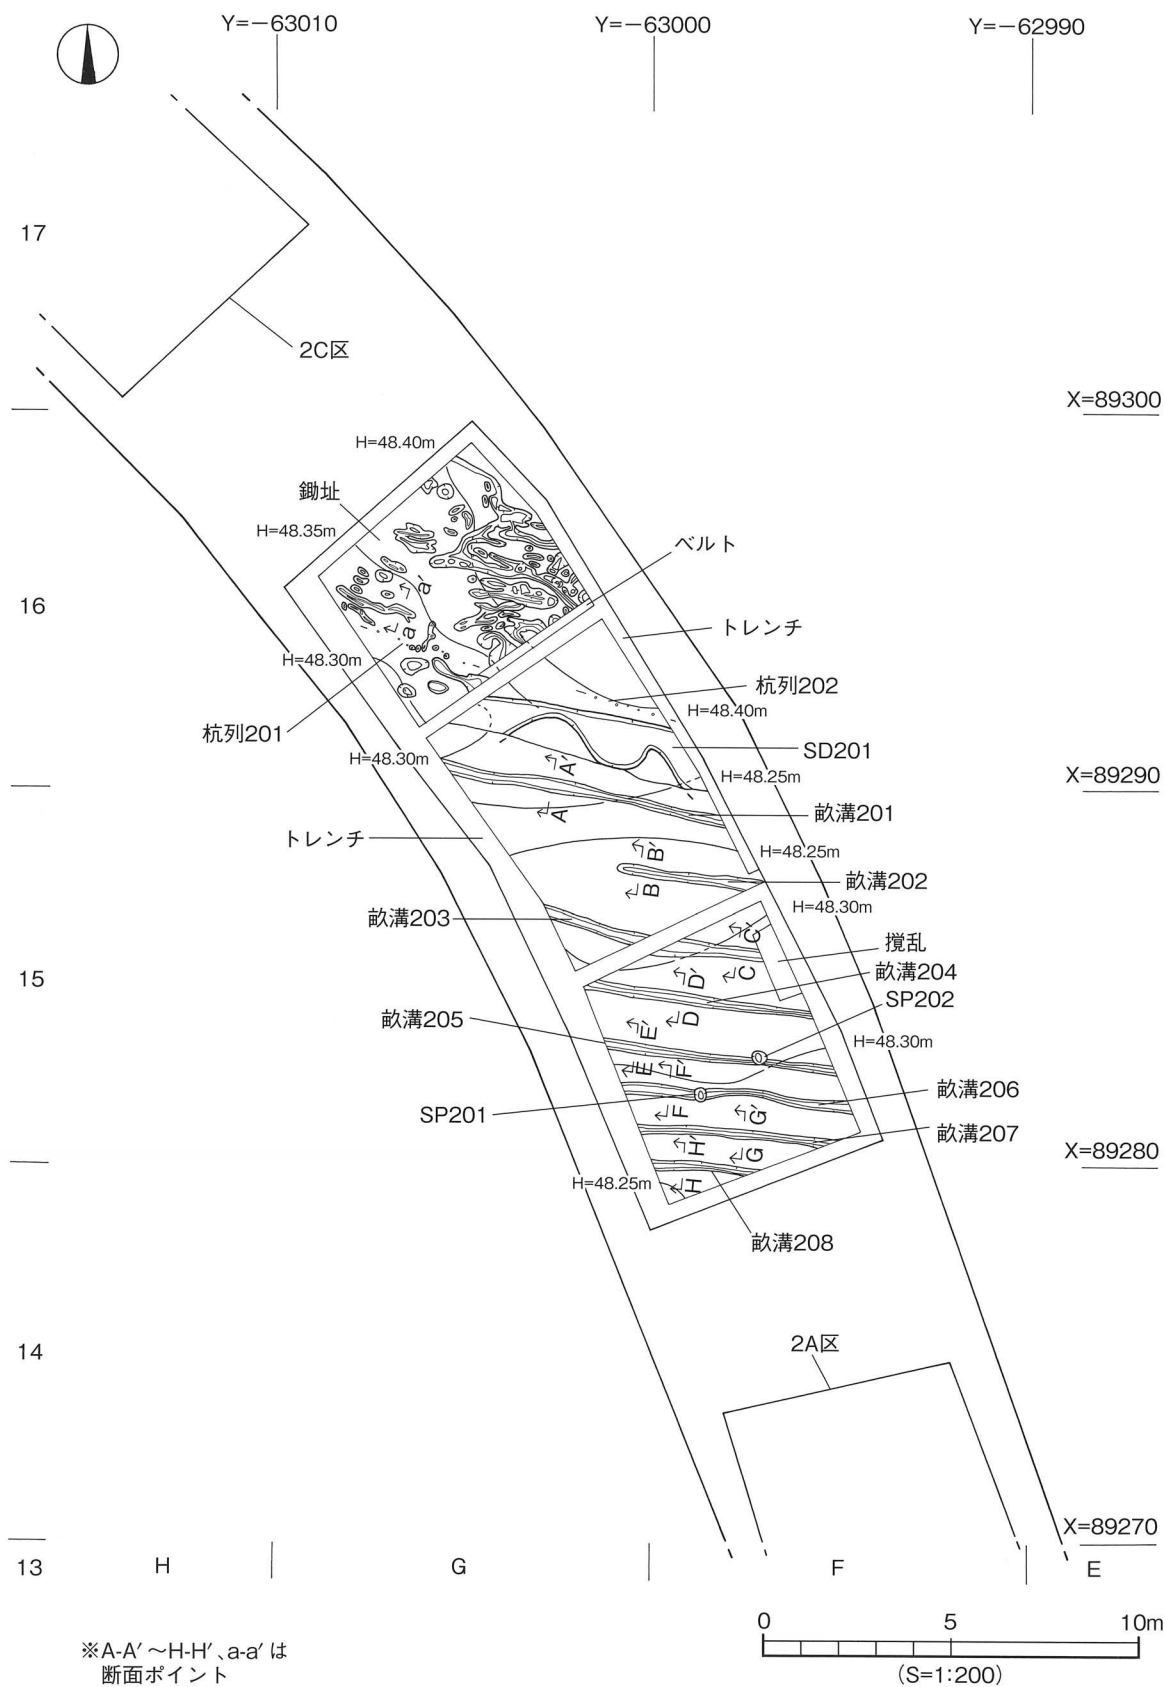 Y=−63010
Y=−63000
Y=−62990
17
2C区
X=89300
H=48.40m
鋤址
H=48.35m
ベルト
16
a′
a
トレンチ
H=48.30m
杭列202
H=48.40m
杭列201
SD201
H=48.30m
A′
H=48.25m
X=89290
A
畝溝201
トレンチ
B′
H=48.25m
B
畝溝202
H=48.30m
畝溝203
C′
撹乱
15
D′
C
畝溝204
SP202
畝溝205
D
E′
H=48.30m
E
F′
畝溝206
SP201
F
G′
畝溝207
H′
G
X=89280
H=48.25m
H
畝溝208
14
2A区
X=89270
13
H
G
F
E
0
5
10m
(S=1:200)
※A-A′～H-H′、a-a′は
断面ポイント